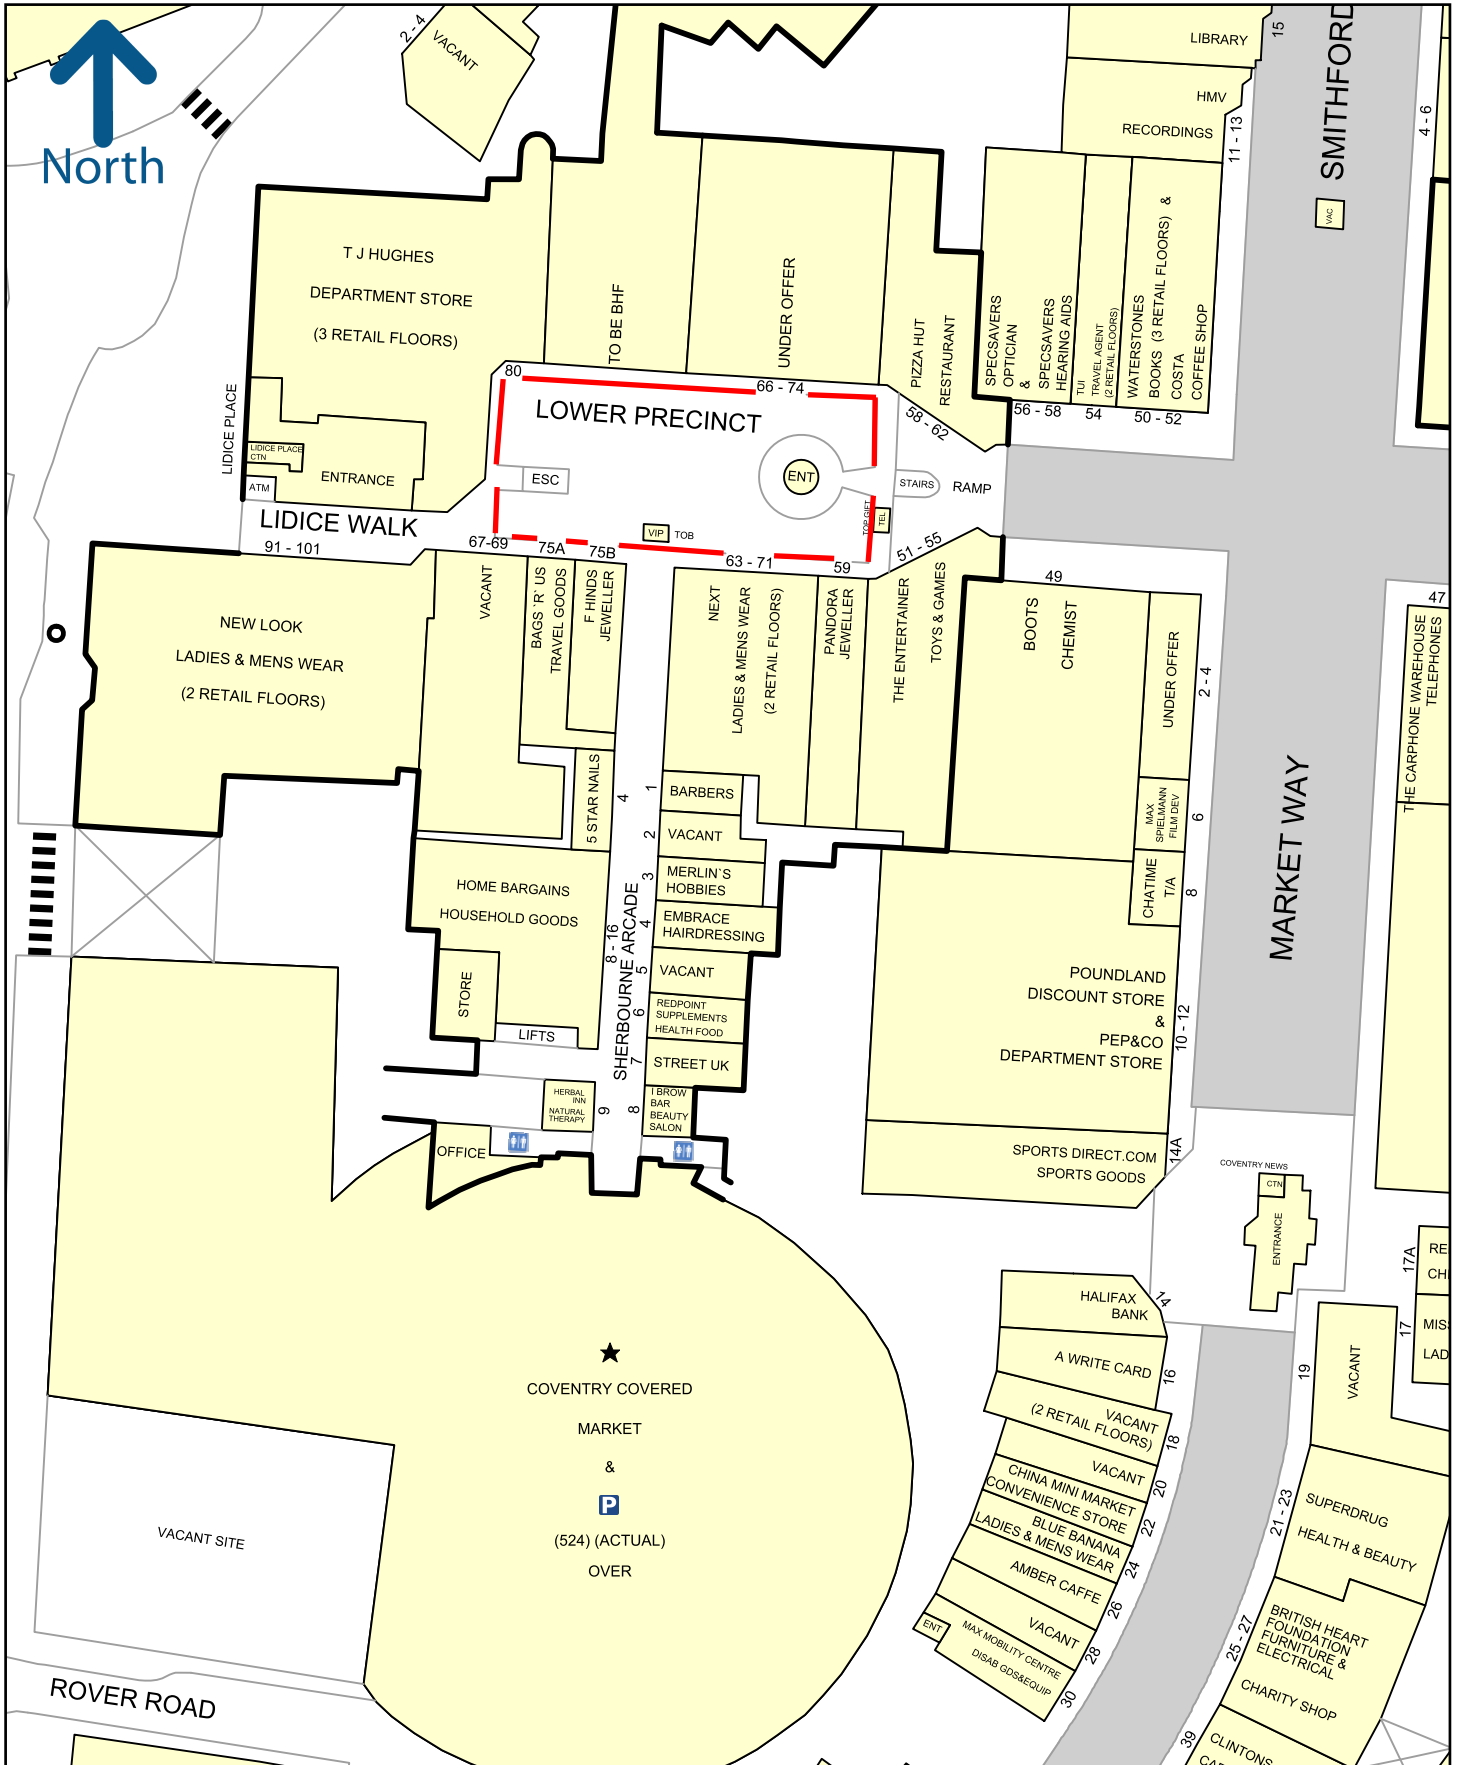 North
2 - 4
VACANT
LIBRARY
15
HMV
RECORDINGS
11 - 13
SMITHFORD
4 - 6
VAC
T J HUGHES
DEPARTMENT STORE
(3 RETAIL FLOORS)
TO BE BHF
UNDER OFFER
PIZZA HUT
RESTAURANT
SPECSAVERS
OPTICIAN
&
SPECSAVERS
HEARING AIDS
TUI
TRAVEL AGENT
(2 RETAIL FLOORS)
WATERSTONES
BOOKS (3 RETAIL FLOORS) &
COSTA
COFFEE SHOP
80
66 - 74
58 - 62
56 - 58
54
50 - 52
LOWER PRECINCT
LIDICE PLACE
LIDICE PLACE
CTN
ENTRANCE
ATM
ESC
ENT
STAIRS
RAMP
TOP GIFT
TEL
VIP
TOB
LIDICE WALK
91 - 101
67-69
75A
75B
63 - 71
59
51 - 55
49
47
NEW LOOK
LADIES & MENS WEAR
(2 RETAIL FLOORS)
VACANT
BAGS `R` US
TRAVEL GOODS
F HINDS
JEWELLER
NEXT
LADIES & MENS WEAR
(2 RETAIL FLOORS)
PANDORA
JEWELLER
THE ENTERTAINER
TOYS & GAMES
BOOTS
CHEMIST
UNDER OFFER
2 - 4
THE CARPHONE WAREHOUSE
TELEPHONES
5 STAR NAILS
4
1
BARBERS
2
VACANT
3
MERLIN`S
HOBBIES
4
EMBRACE
HAIRDRESSING
5
VACANT
6
REDPOINT
SUPPLEMENTS
HEALTH FOOD
7
STREET UK
8
I BROW
BAR
BEAUTY
SALON
MAX
SPIELMANN
FILM DEV
6
CHATIME
T/A
8
MARKET WAY
HOME BARGAINS
HOUSEHOLD GOODS
8 - 16
SHERBOURNE ARCADE
STORE
LIFTS
HERBAL
INN
NATURAL
THERAPY
9
OFFICE
POUNDLAND
DISCOUNT STORE
&
PEP&CO
DEPARTMENT STORE
10 - 12
SPORTS DIRECT.COM
SPORTS GOODS
14A
COVENTRY NEWS
CTN
ENTRANCE
17A
RE
CHI
17
MIS
LAD
HALIFAX
BANK
14
A WRITE CARD
16
VACANT
(2 RETAIL FLOORS)
18
VACANT
20
CHINA MINI MARKET
CONVENIENCE STORE
22
BLUE BANANA
LADIES & MENS WEAR
24
AMBER CAFFE
26
VACANT
28
ENT
MAX MOBILITY CENTRE
DISAB GDS&EQUIP
30
19
VACANT
21 - 23
SUPERDRUG
HEALTH & BEAUTY
25 - 27
BRITISH HEART
FOUNDATION
FURNITURE &
ELECTRICAL
CHARITY SHOP
39
CLINTONS
COVENTRY COVERED
MARKET
&
P
(524) (ACTUAL)
OVER
VACANT SITE
ROVER ROAD